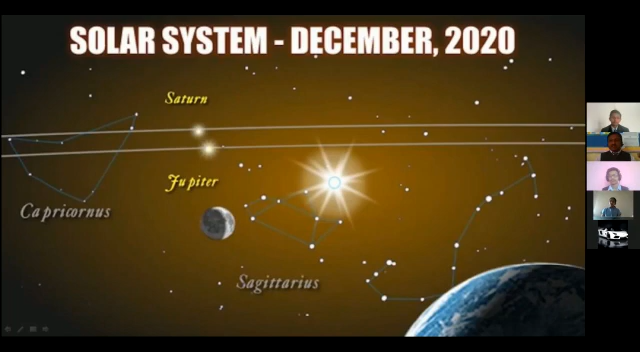 SOLAR SYSTEM - DECEMBER, 2020
Saturn
Jupiter
Capricornus
Sagittarius